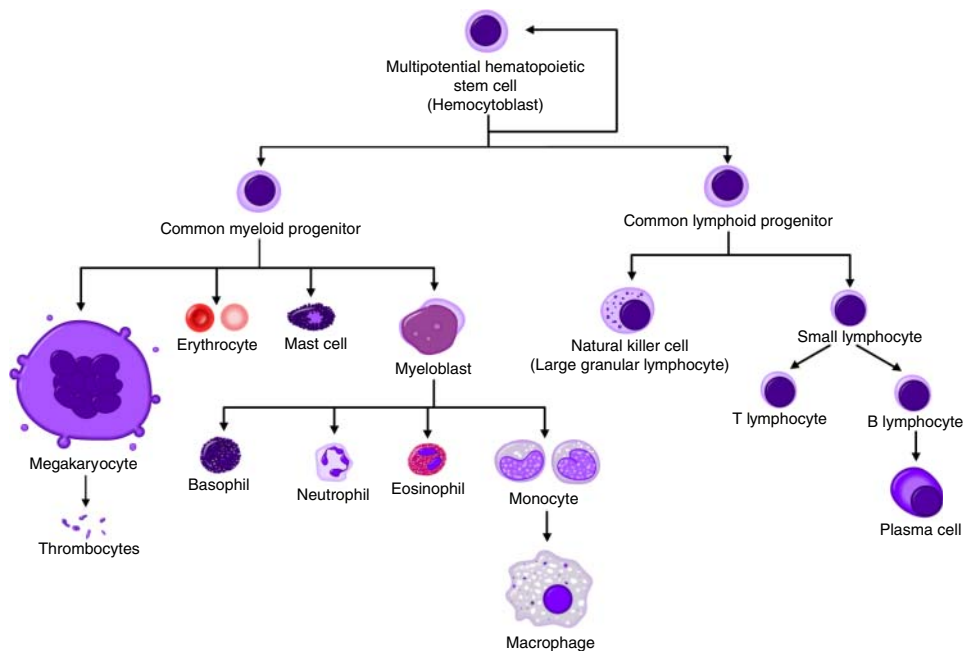 Multipotential hematopoietic
stem cell
(Hemocytoblast)
Common myeloid progenitor
Common lymphoid progenitor
Erythrocyte
Mast cell
Myeloblast
Natural killer cell
(Large granular lymphocyte)
Small lymphocyte
T lymphocyte
B lymphocyte
Megakaryocyte
Basophil
Neutrophil
Eosinophil
Monocyte
Plasma cell
Thrombocytes
Macrophage